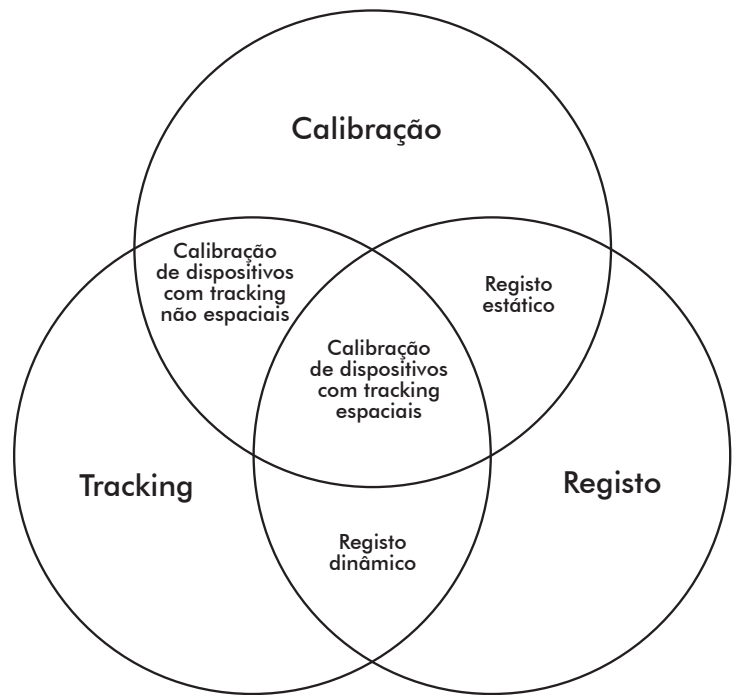 Calibração
Calibração
de dispositivos
com tracking
não espaciais
Registo
estático
Calibração
de dispositivos
com tracking
espaciais
Tracking
Registo
Registo
dinâmico